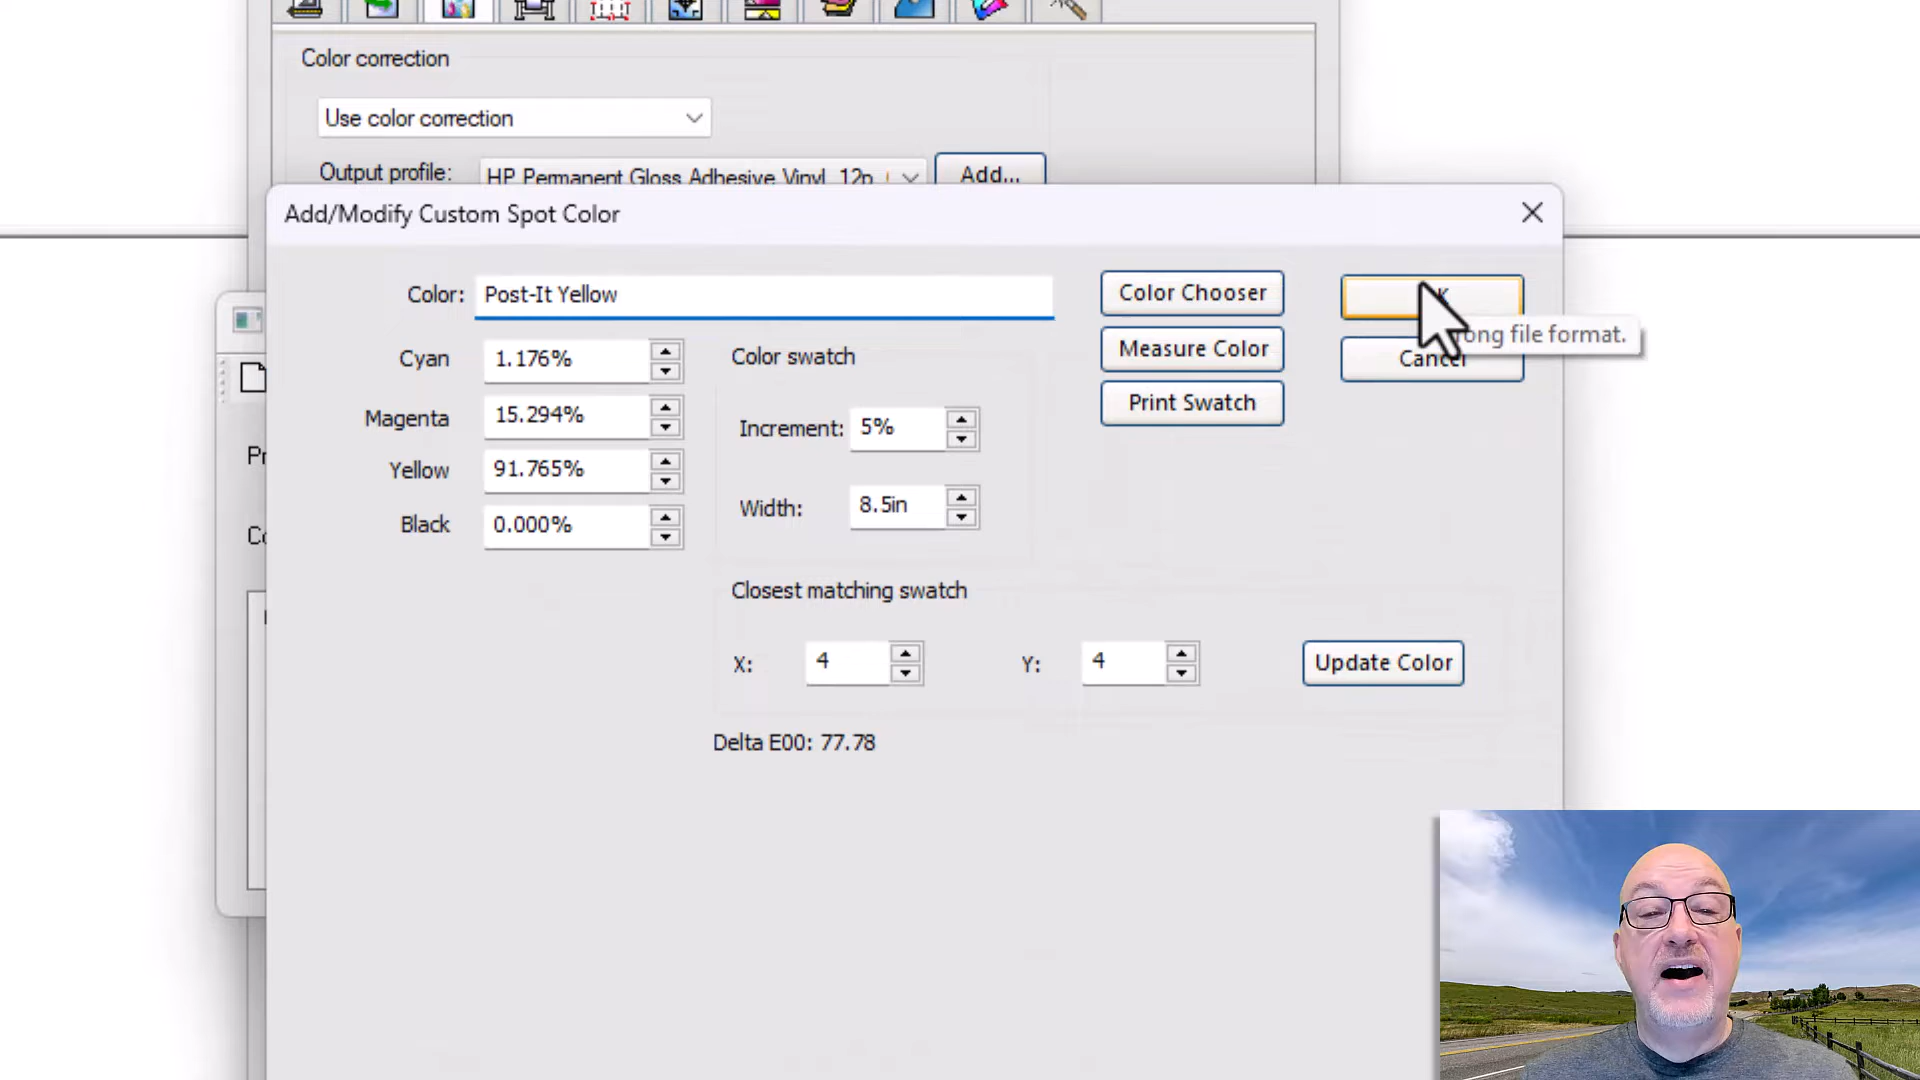 Color correction
Use color correction
Output profile: HP Permanent Gloss Adhesive Vinyl 12p Add...
Add/Modify Custom Spot Color
Color: Post-It Yellow Color Chooser
Cyan 1.176% Color swatch Measure Color file format.
Cancel
Magenta 15.294% Increment: 5% Print Swatch
Yellow 91.765%
Black 0.000% Width: 8.5in
Closest matching swatch
X: 4 Y: 4 Update Color
Delta E00: 77.78